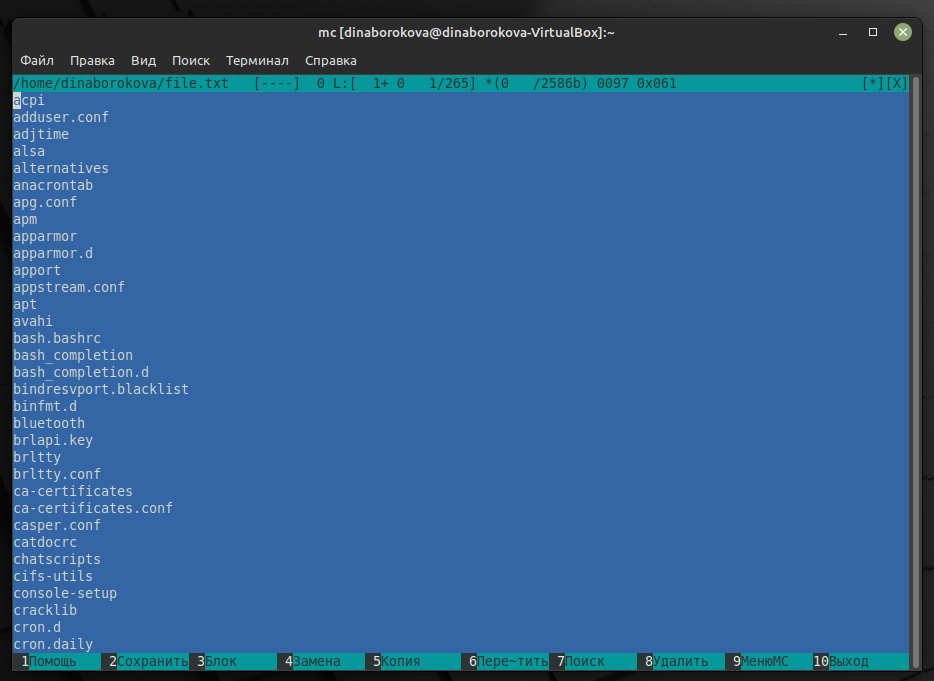 mc [dinaborokova@dinaborokova-VirtualBox]:~
Файл Правка Вид Поиск Терминал Справка
/home/dinaborokova/file.txt [----] 0 L:[ 1+ 0 1/265] *(0 /2586b) 0097 0x061 [*][X]
acpi
adduser.conf
adjtime
alsa
alternatives
anacrontab
apg.conf
apm
apparmor
apparmor.d
apport
appstream.conf
apt
avahi
bash.bashrc
bash_completion
bash_completion.d
bindresvport.blacklist
binfmt.d
bluetooth
brlapi.key
brltty
brltty.conf
ca-certificates
ca-certificates.conf
casper.conf
catdocrc
chatscripts
cifs-utils
console-setup
cracklib
cron.d
cron.daily
1Помощь 2Сохранить 3Блок 4Замена 5Копия 6Пере~тить 7Поиск 8Удалить 9МенюMC 10Выход